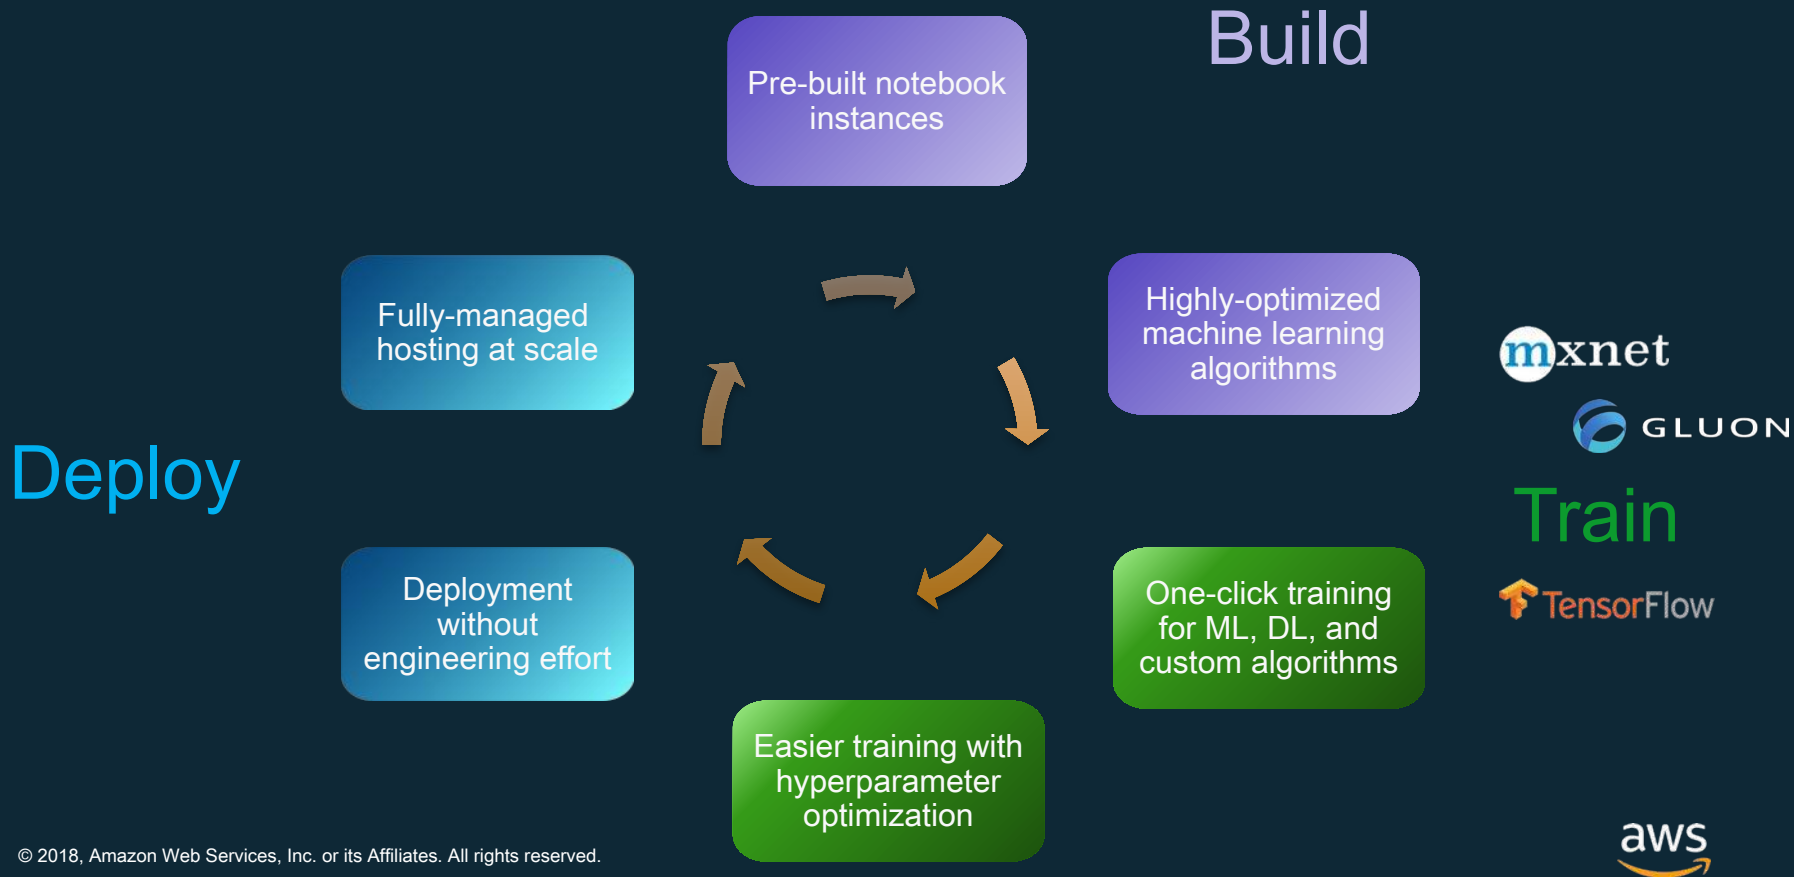 Build
Pre-built notebook
instances
Fully-managed
hosting at scale
Highly-optimized
machine learning
algorithms
mxnet
GLUON
Deploy
Train
Deployment
without
engineering effort
One-click training
for ML, DL, and
custom algorithms
TensorFlow
Easier training with
hyperparameter
optimization
© 2018, Amazon Web Services, Inc. or its Affiliates. All rights reserved.
aws